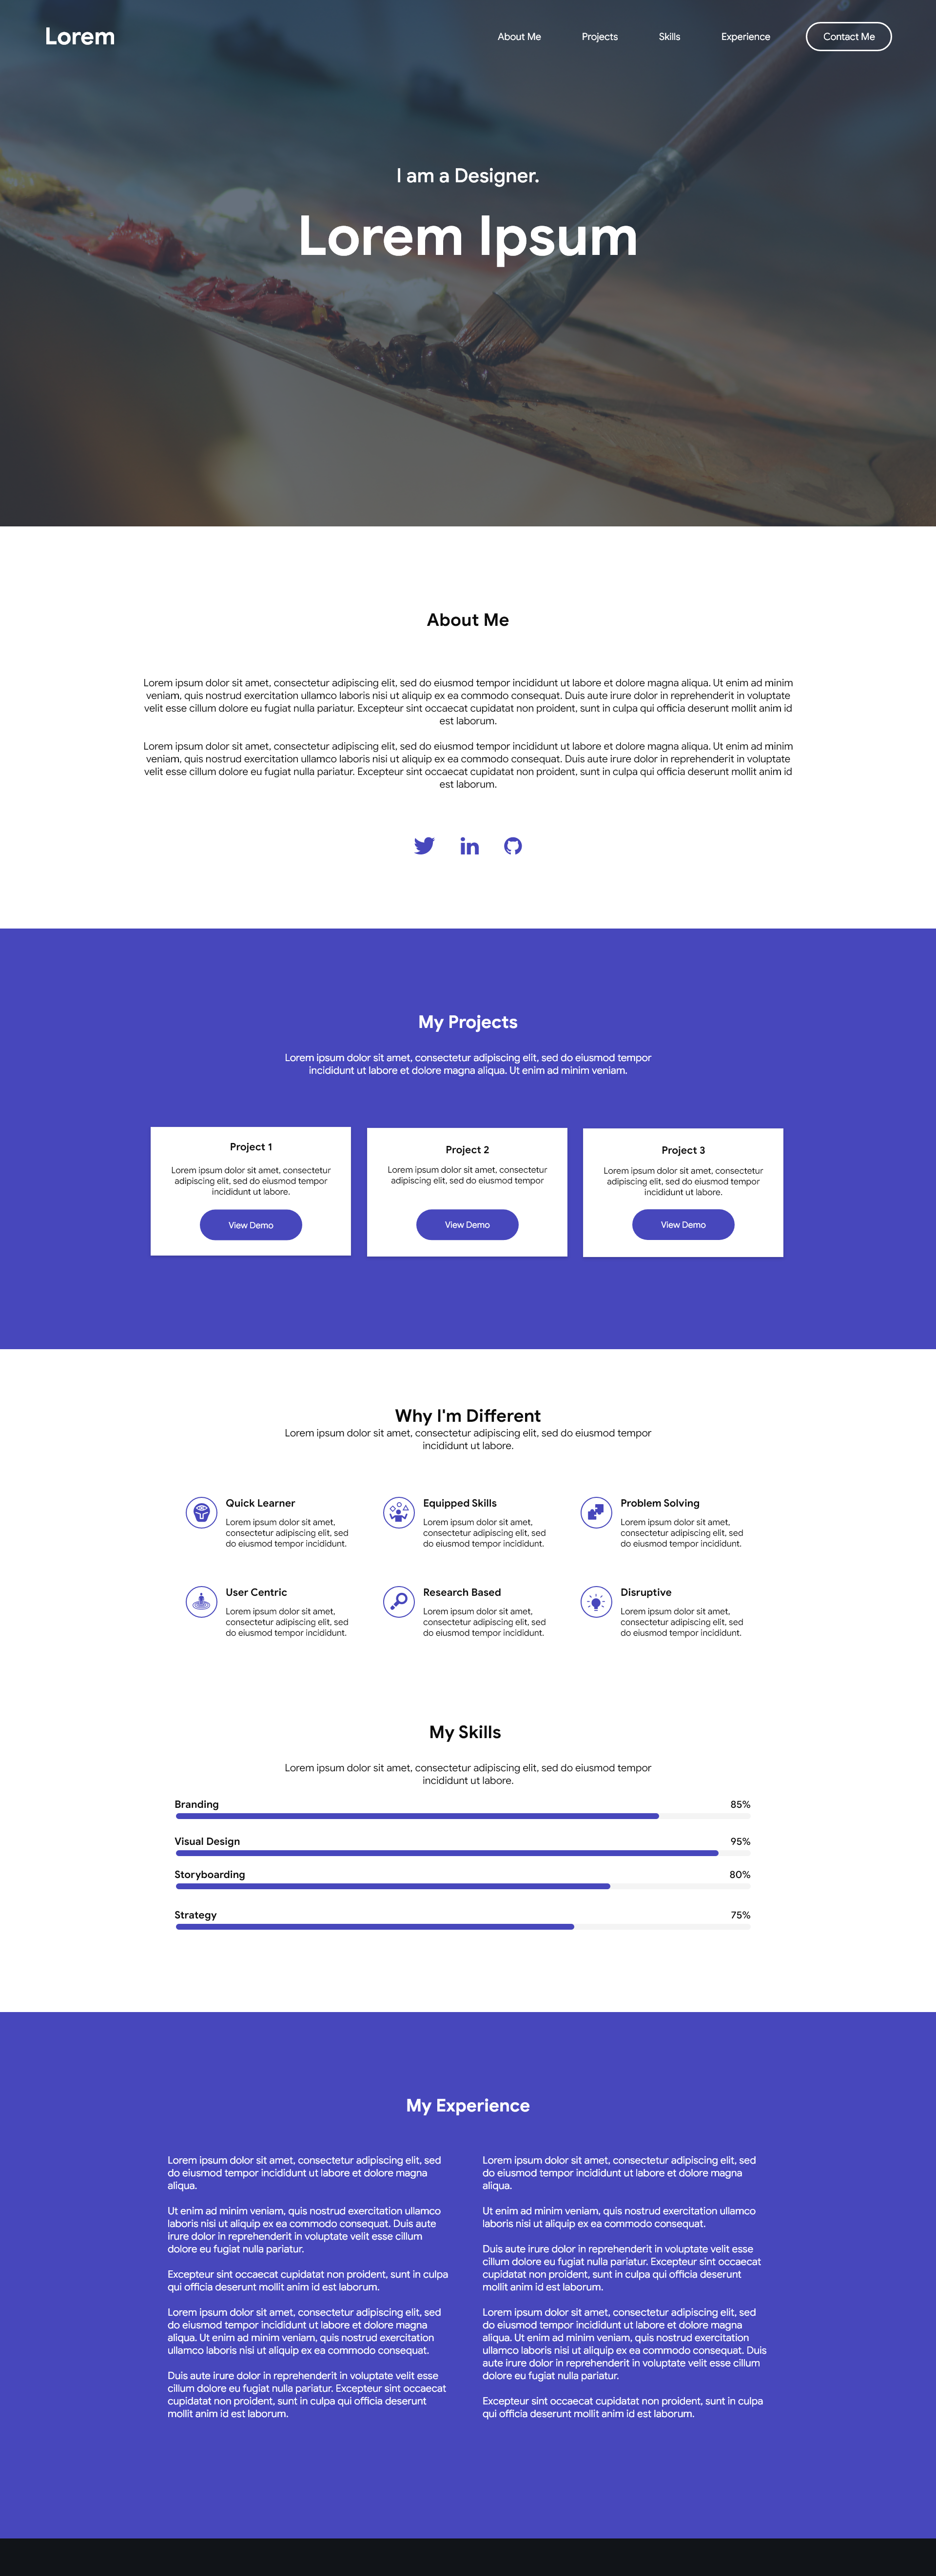 Lorem
About Me
Projects
Skills
Experience
Contact Me
I am a Designer.
Lorem Ipsum
About Me
Lorem ipsum dolor sit amet, consectetur adipiscing elit, sed do eiusmod tempor incididunt ut labore et dolore magna aliqua. Ut enim ad minim
veniam, quis nostrud exercitation ullamco laboris nisi ut aliquip ex ea commodo consequat. Duis aute irure dolor in reprehenderit in voluptate
velit esse cillum dolore eu fugiat nulla pariatur. Excepteur sint occaecat cupidatat non proident, sunt in culpa qui officia deserunt mollit anim id
est laborum.
Lorem ipsum dolor sit amet, consectetur adipiscing elit, sed do eiusmod tempor incididunt ut labore et dolore magna aliqua. Ut enim ad minim
veniam, quis nostrud exercitation ullamco laboris nisi ut aliquip ex ea commodo consequat. Duis aute irure dolor in reprehenderit in voluptate
velit esse cillum dolore eu fugiat nulla pariatur. Excepteur sint occaecat cupidatat non proident, sunt in culpa qui officia deserunt mollit anim id
est laborum.
in
My Projects
Lorem ipsum dolor sit amet, consectetur adipiscing elit, sed do eiusmod tempor
incididunt ut labore et dolore magna aliqua. Ut enim ad minim veniam.
Project 1
Lorem ipsum dolor sit amet, consectetur
adipiscing elit, sed do eiusmod tempor
incididunt ut labore.
View Demo
Project 2
Lorem ipsum dolor sit amet, consectetur
adipiscing elit, sed do eiusmod tempor
View Demo
Project 3
Lorem ipsum dolor sit amet, consectetur
adipiscing elit, sed do eiusmod tempor
incididunt ut labore.
View Demo
Why I'm Different
Lorem ipsum dolor sit amet, consectetur adipiscing elit, sed do eiusmod tempor
incididunt ut labore.
Quick Learner
Lorem ipsum dolor sit amet,
consectetur adipiscing elit, sed
do eiusmod tempor incididunt.
Equipped Skills
Lorem ipsum dolor sit amet,
consectetur adipiscing elit, sed
do eiusmod tempor incididunt.
Problem Solving
Lorem ipsum dolor sit amet,
consectetur adipiscing elit, sed
do eiusmod tempor incididunt.
User Centric
Lorem ipsum dolor sit amet,
consectetur adipiscing elit, sed
do eiusmod tempor incididunt.
Research Based
Lorem ipsum dolor sit amet,
consectetur adipiscing elit, sed
do eiusmod tempor incididunt.
Disruptive
Lorem ipsum dolor sit amet,
consectetur adipiscing elit, sed
do eiusmod tempor incididunt.
My Skills
Lorem ipsum dolor sit amet, consectetur adipiscing elit, sed do eiusmod tempor
incididunt ut labore.
Branding 85%
Visual Design 95%
Storyboarding 80%
Strategy 75%
My Experience
Lorem ipsum dolor sit amet, consectetur adipiscing elit, sed
do eiusmod tempor incididunt ut labore et dolore magna
aliqua.
Ut enim ad minim veniam, quis nostrud exercitation ullamco
laboris nisi ut aliquip ex ea commodo consequat. Duis aute
irure dolor in reprehenderit in voluptate velit esse cillum
dolore eu fugiat nulla pariatur.
Excepteur sint occaecat cupidatat non proident, sunt in culpa
qui officia deserunt mollit anim id est laborum.
Lorem ipsum dolor sit amet, consectetur adipiscing elit, sed
do eiusmod tempor incididunt ut labore et dolore magna
aliqua. Ut enim ad minim veniam, quis nostrud exercitation
ullamco laboris nisi ut aliquip ex ea commodo consequat.
Duis aute irure dolor in reprehenderit in voluptate velit esse
cillum dolore eu fugiat nulla pariatur. Excepteur sint occaecat
cupidatat non proident, sunt in culpa qui officia deserunt
mollit anim id est laborum.
Lorem ipsum dolor sit amet, consectetur adipiscing elit, sed
do eiusmod tempor incididunt ut labore et dolore magna
aliqua.
Ut enim ad minim veniam, quis nostrud exercitation ullamco
laboris nisi ut aliquip ex ea commodo consequat.
Duis aute irure dolor in reprehenderit in voluptate velit esse
cillum dolore eu fugiat nulla pariatur. Excepteur sint occaecat
cupidatat non proident, sunt in culpa qui officia deserunt
mollit anim id est laborum.
Lorem ipsum dolor sit amet, consectetur adipiscing elit, sed
do eiusmod tempor incididunt ut labore et dolore magna
aliqua. Ut enim ad minim veniam, quis nostrud exercitation
ullamco laboris nisi ut aliquip ex ea commodo consequat. Duis
aute irure dolor in reprehenderit in voluptate velit esse cillum
dolore eu fugiat nulla pariatur.
Excepteur sint occaecat cupidatat non proident, sunt in culpa
qui officia deserunt mollit anim id est laborum.